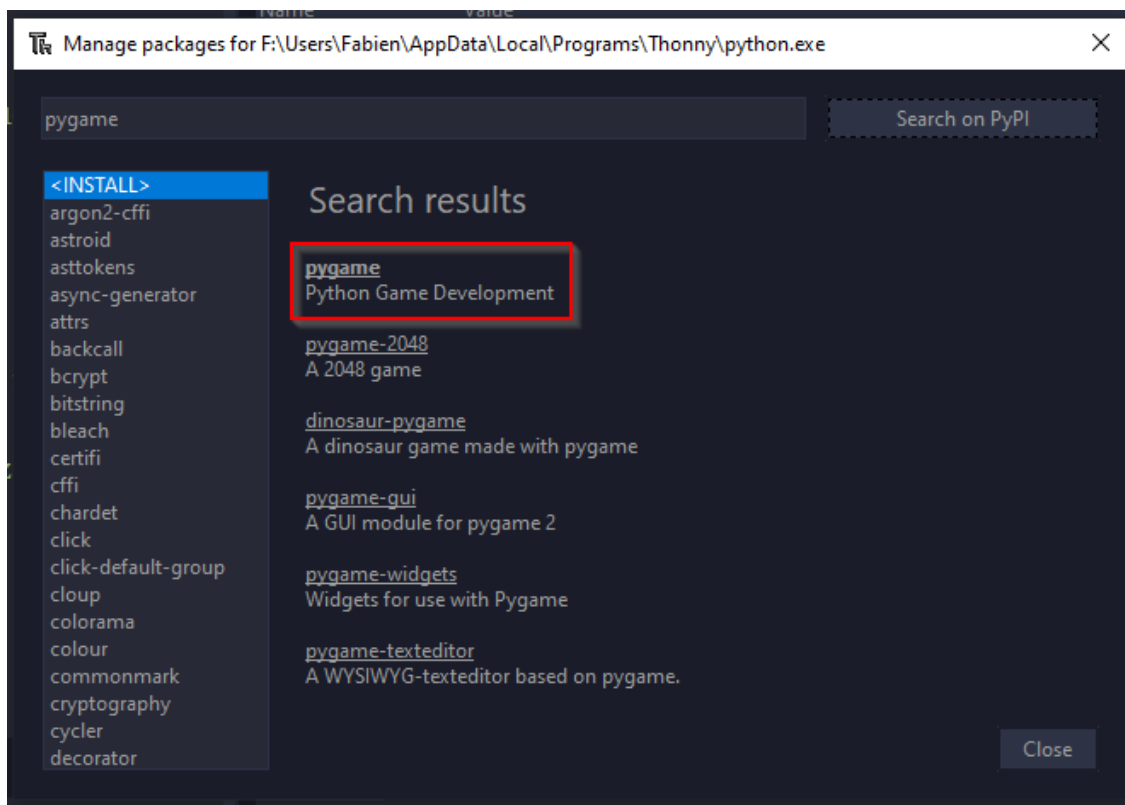 Name Value
Manage packages for F:\Users\Fabien\AppData\Local\Programs\Thonny\python.exe
pygame
Search on PyPI
<INSTALL>
argon2-cffi
astroid
asttokens
async-generator
attrs
backcall
bcrypt
bitstring
bleach
certifi
cffi
chardet
click
click-default-group
cloup
colorama
colour
commonmark
cryptography
cycler
decorator
Search results
pygame
Python Game Development
pygame-2048
A 2048 game
dinosaur-pygame
A dinosaur game made with pygame
pygame-gui
A GUI module for pygame 2
pygame-widgets
Widgets for use with Pygame
pygame-texteditor
A WYSIWYG-texteditor based on pygame.
Close